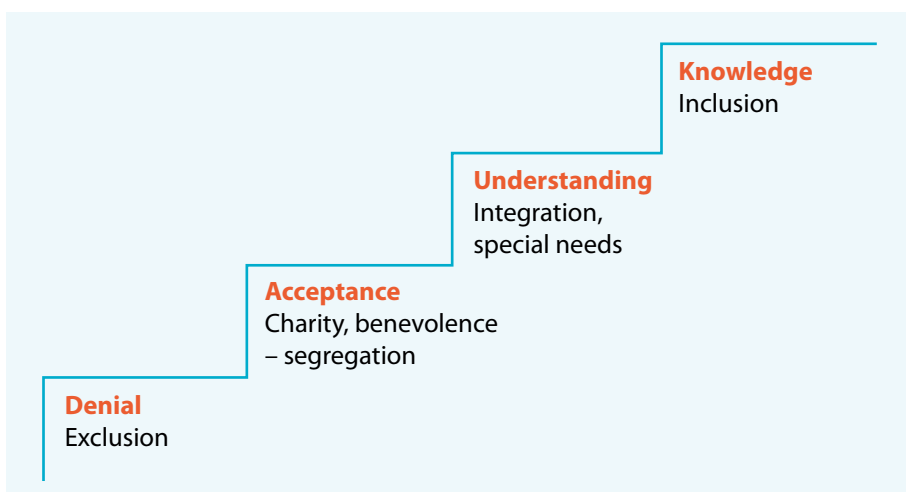 Knowledge
Inclusion
Understanding
Integration,
special needs
Acceptance
Charity, benevolence
– segregation
Denial
Exclusion